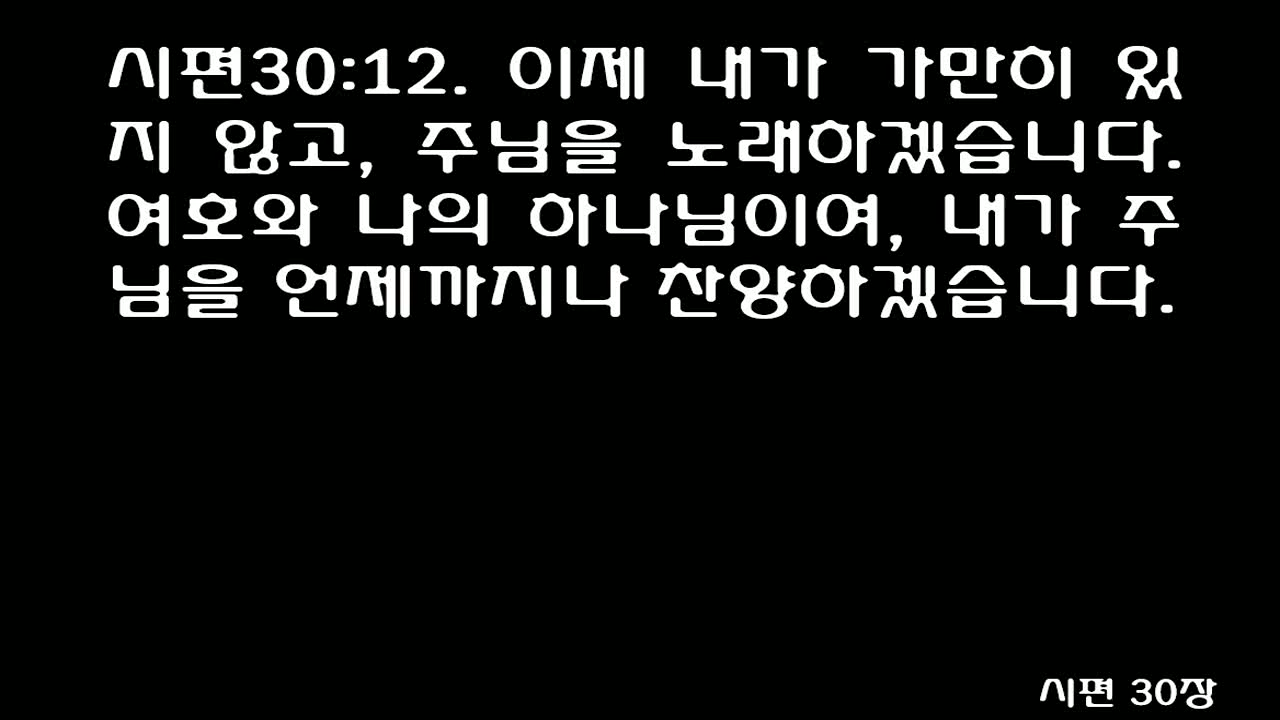 시편30:12. 이제 내가 가만히 있
지 않고, 주님을 노래하겠습니다.
여호와 나의 하나님이여, 내가 주
님을 언제까지나 찬양하겠습니다.
시편 30장